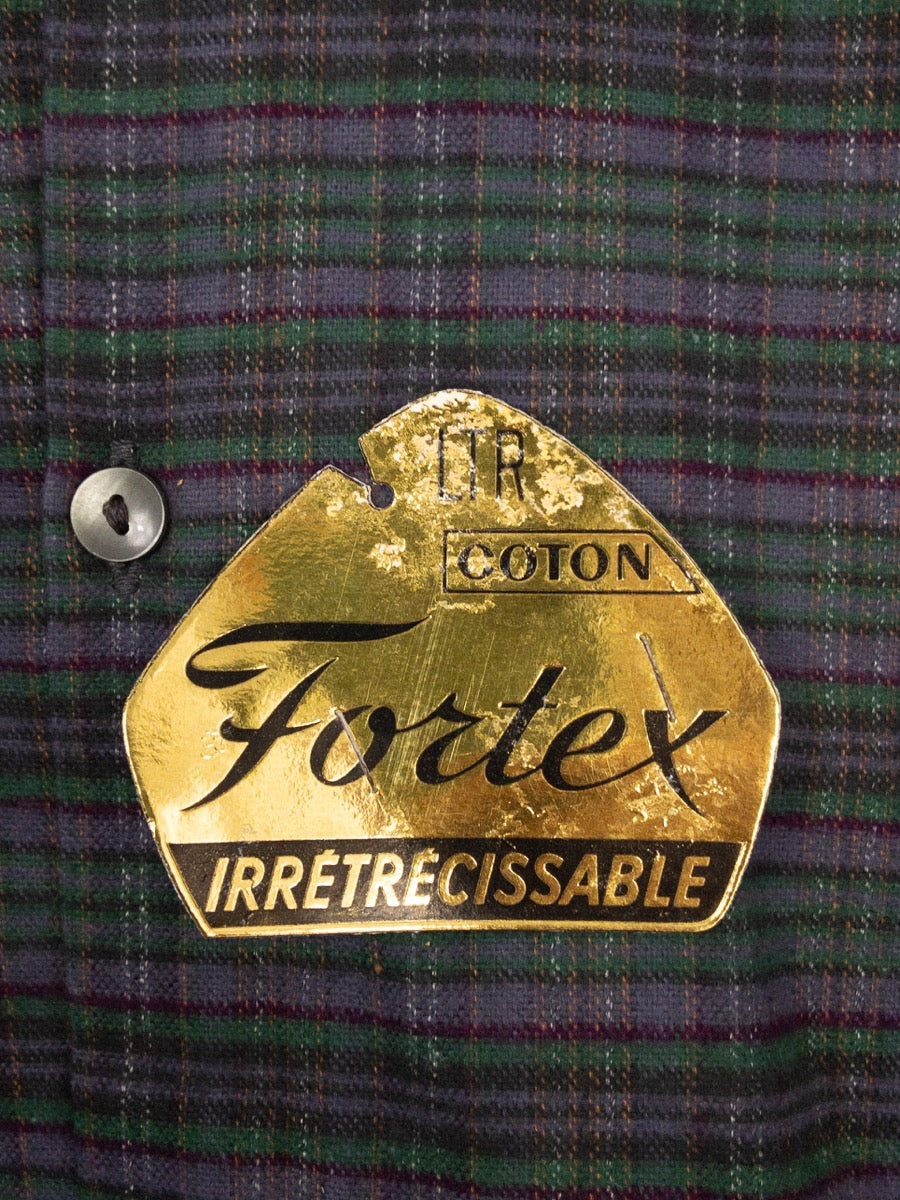 LTR
COTON
Fortex
IRRÉTRÉCISSABLE